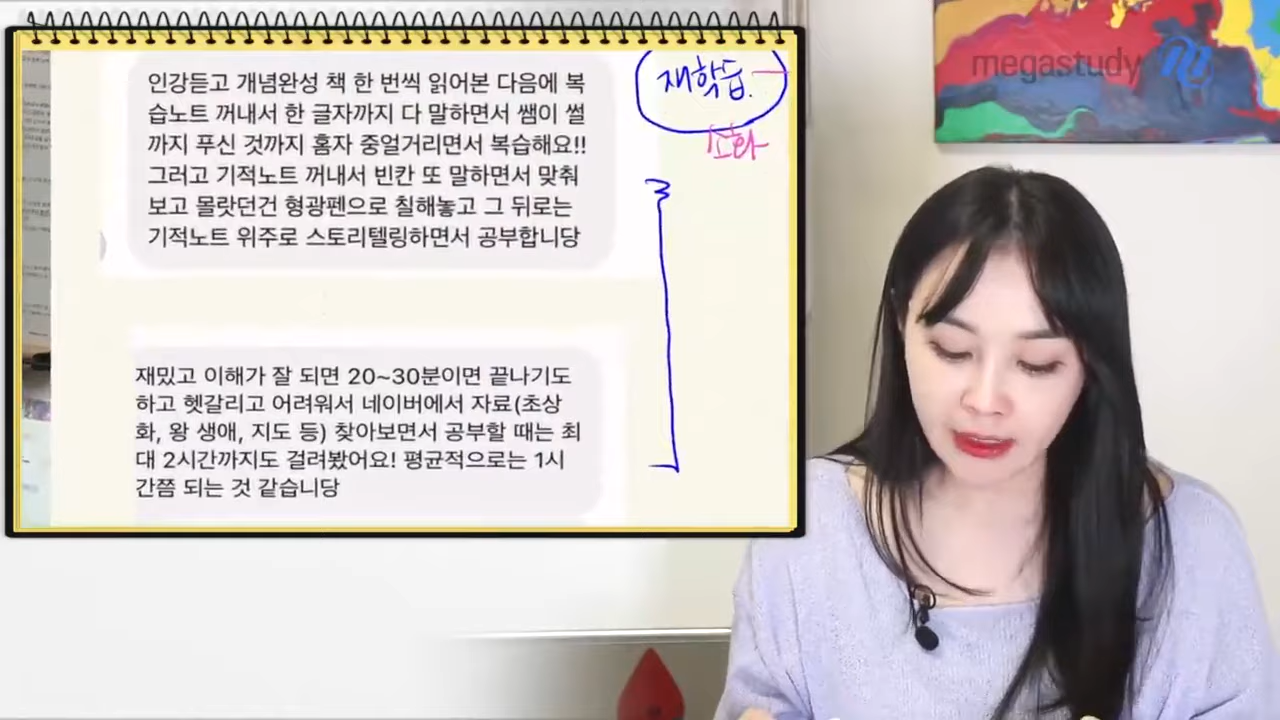 인강듣고 개념완성 책 한 번씩 읽어본 다음에 복
습노트 꺼내서 한 글자까지 다 말하면서 쌤이 썰
까지 푸신 것까지 홈자 중얼거리면서 복습해요!!
그러고 기적노트 꺼내서 빈칸 또 말하면서 맞춰
보고 몰랏던건 형광펜으로 칠해놓고 그 뒤로는
기적노트 위주로 스토리텔링하면서 공부합니당
재밌고 이해가 잘 되면 20~30분이면 끝나기도
하고 헷갈리고 어려워서 네이버에서 자료(초상
화, 왕 생애, 지도 등) 찾아보면서 공부할 때는 최
대 2시간까지도 걸려봤어요! 평균적으로는 1시
간쯤 되는 것 같습니당
재학습.
소화
megastudy